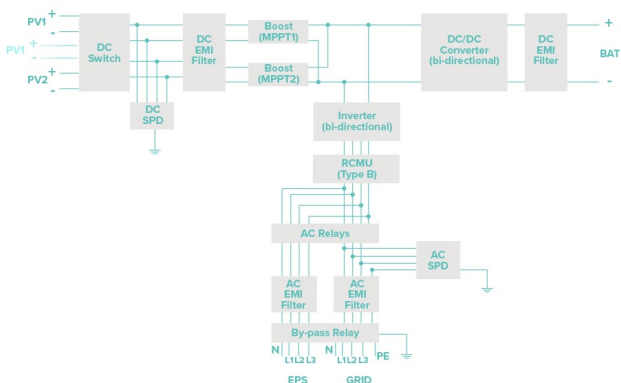 PV1 +
-
PV1 +
-
PV2 +
-
DC
Switch
DC
SPD
DC
EMI
Filter
Boost
(MPPT1)
Boost
(MPPT2)
DC/DC
Converter
(bi-directional)
DC
EMI
Filter
+
BAT
-
Inverter
(bi-directional)
RCMU
(Type B)
AC Relays
AC
SPD
AC
EMI
Filter
AC
EMI
Filter
By-pass Relay
N L1 L2 L3 N L1 L2 L3 PE
EPS GRID